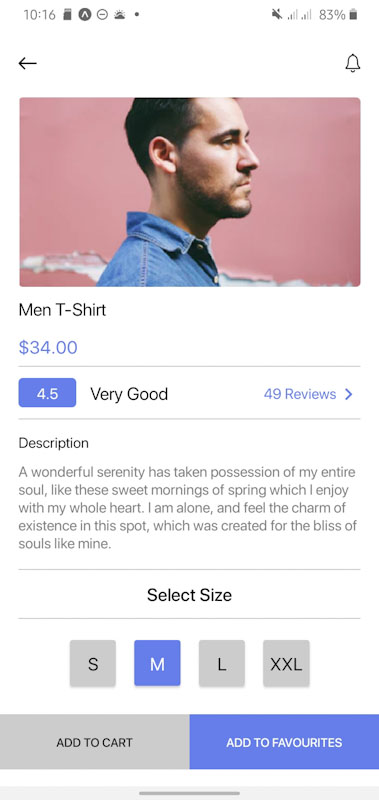 10:16
83%
Men T-Shirt
$34.00
4.5 Very Good 49 Reviews
Description
A wonderful serenity has taken possession of my entire
soul, like these sweet mornings of spring which I enjoy
with my whole heart. I am alone, and feel the charm of
existence in this spot, which was created for the bliss of
souls like mine.
Select Size
S M L XXL
ADD TO CART ADD TO FAVOURITES